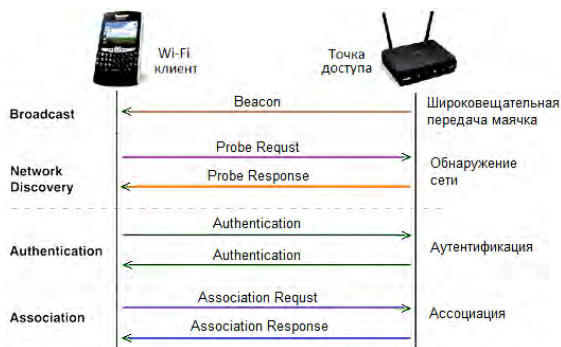 Wi-Fi
клиент
Точка
доступа
Broadcast
Beacon
Широковещательная
передача маячка
Network
Discovery
Probe Requst
Probe Response
Обнаружение
сети
Authentication
Authentication
Authentication
Аутентификация
Association
Association Requst
Association Response
Ассоциация